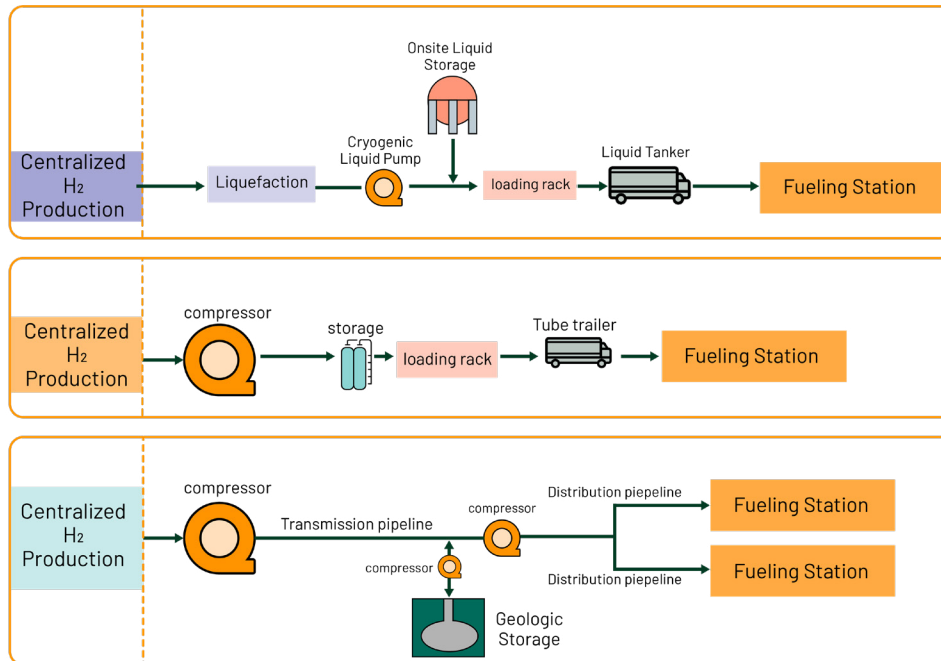 Onsite Liquid
Storage
Cryogenic
Liquid Pump
Liquid Tanker
Centralized
H2
Production
Liquefaction
loading rack
Fueling Station
compressor
storage
Tube trailer
Centralized
H2
Production
loading rack
Fueling Station
compressor
Distribution piepeline
Fueling Station
Centralized
H2
Production
Transmission pipeline
compressor
compressor
Distribution piepeline
Fueling Station
Geologic
Storage